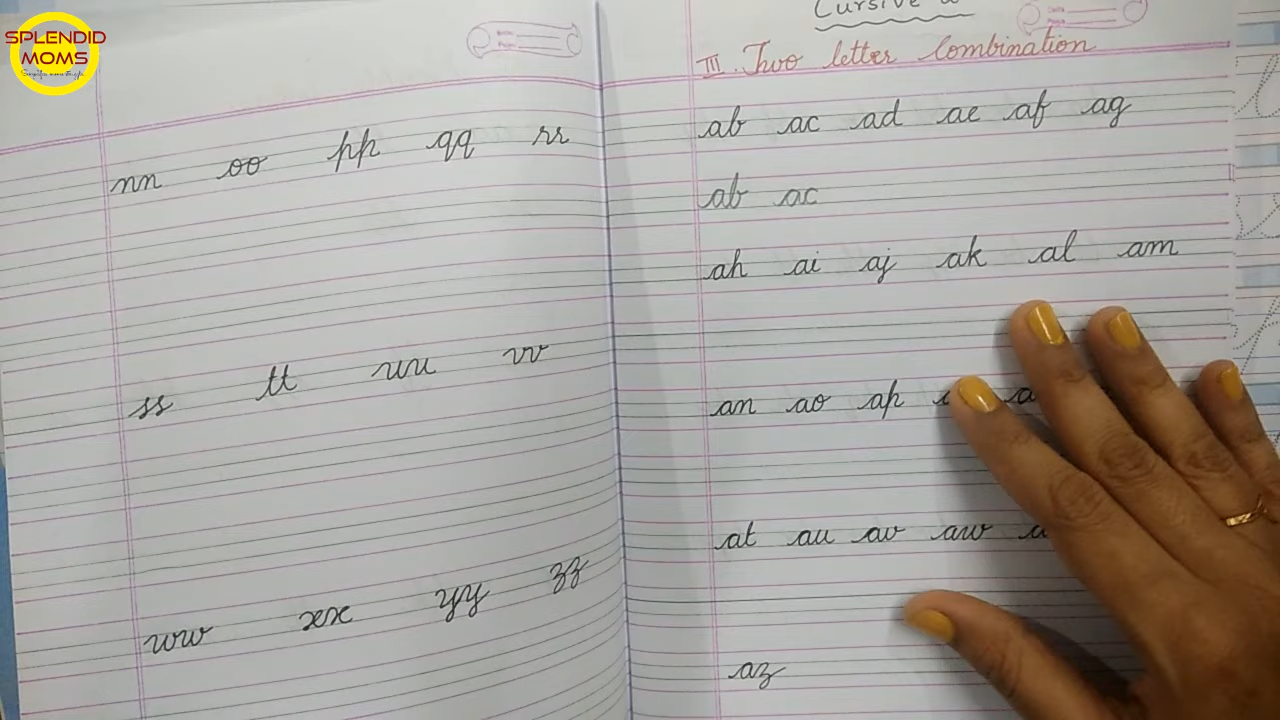 SPLENDID
MOMS
nn oo pp qq rr
ss tt uu vv
ww xx yy zz
Cursive
III. Two letter Combination
ab ac ad ae af ag
ab ac
ah ai aj ak al am
an ao ap
at au av aw
az